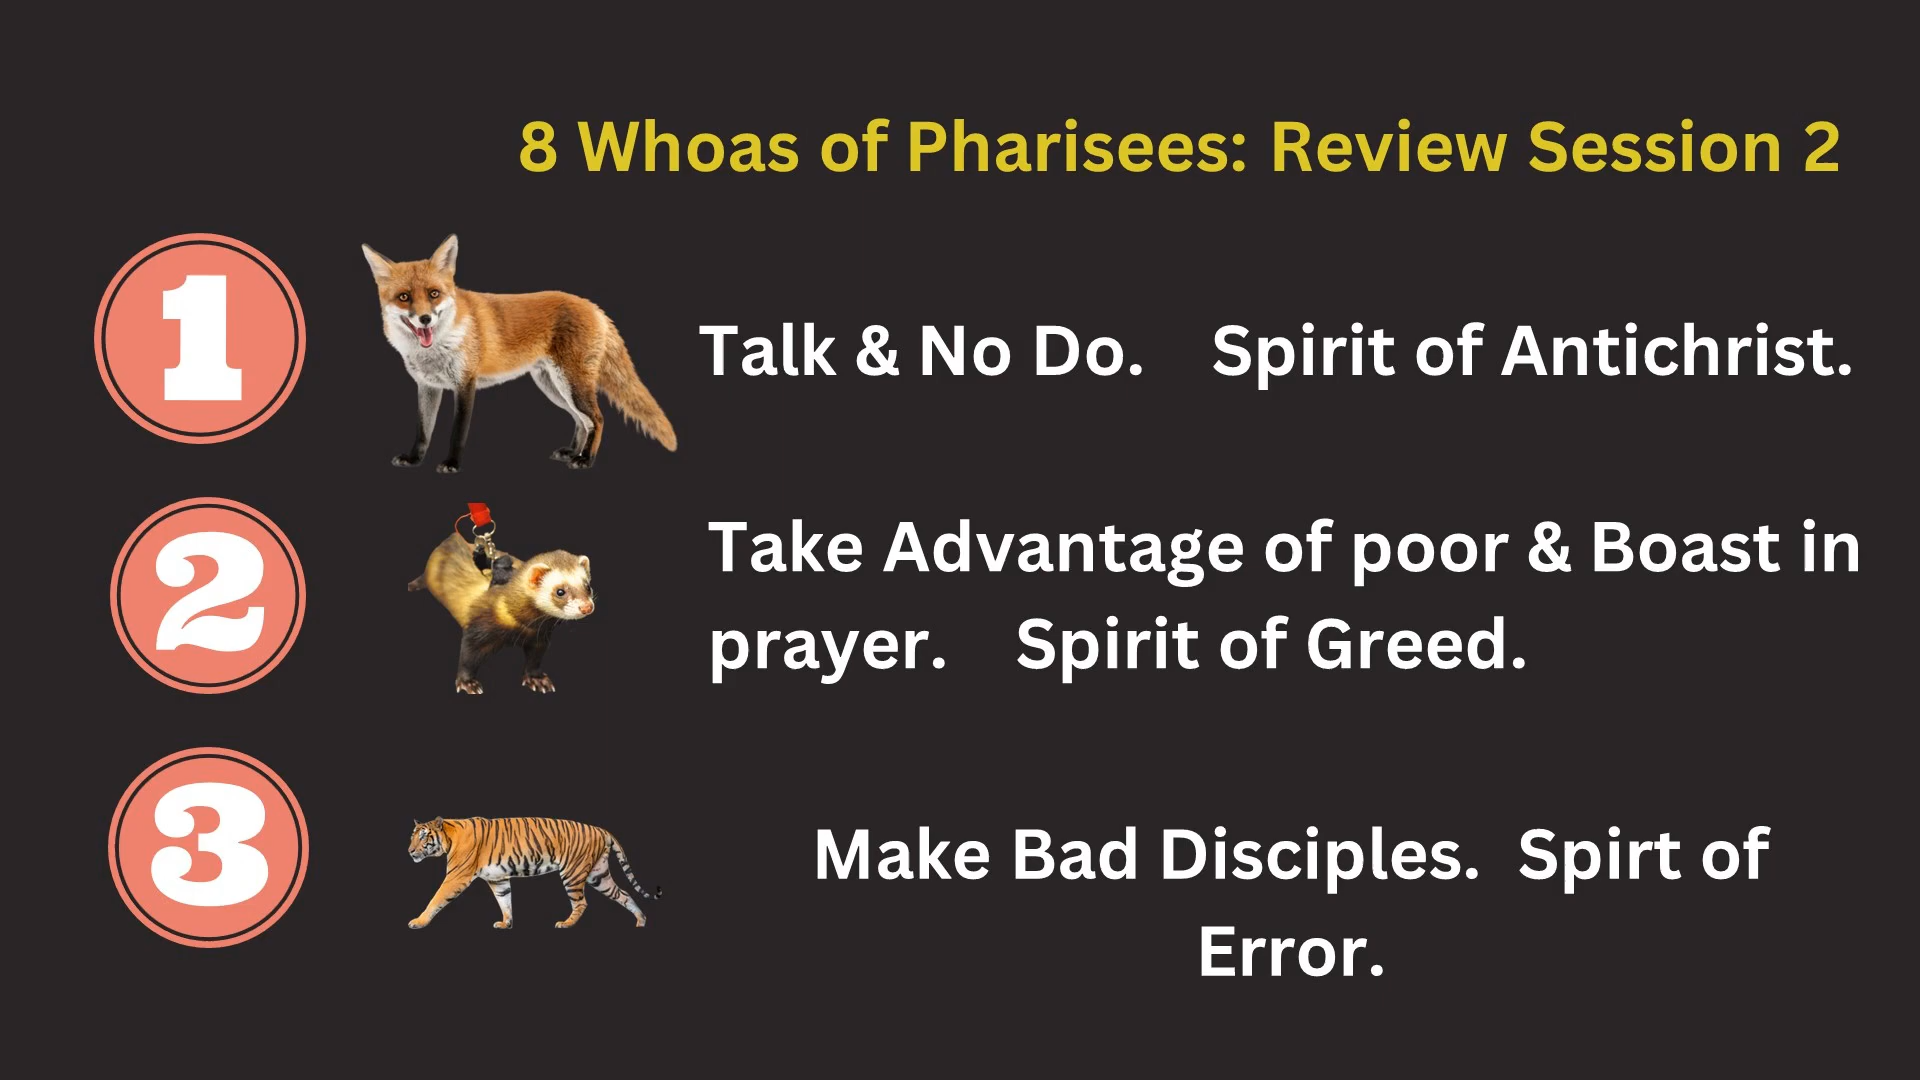 8 Whoas of Pharisees: Review Session 2
1
Talk & No Do. Spirit of Antichrist.
2
Take Advantage of poor & Boast in
prayer. Spirit of Greed.
3
Make Bad Disciples. Spirt of
Error.